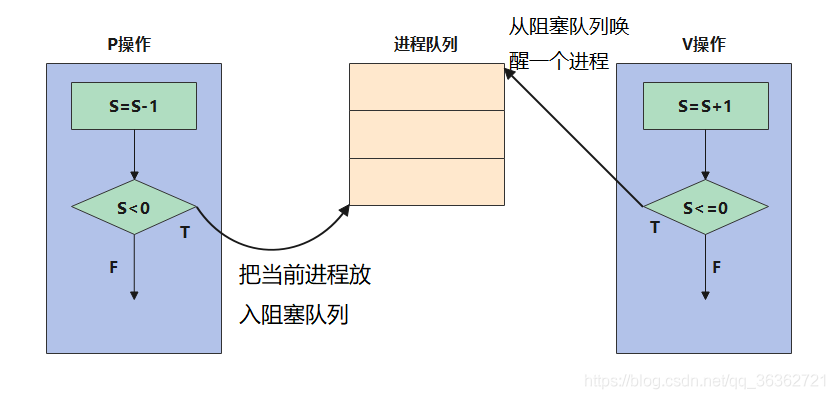 P操作
进程队列
从阻塞队列唤
醒一个进程
V操作
S=S-1
S<0
T
F
把当前进程放
入阻塞队列
S=S+1
S<=0
T
F
https://blog.csdn.net/qq_36362721